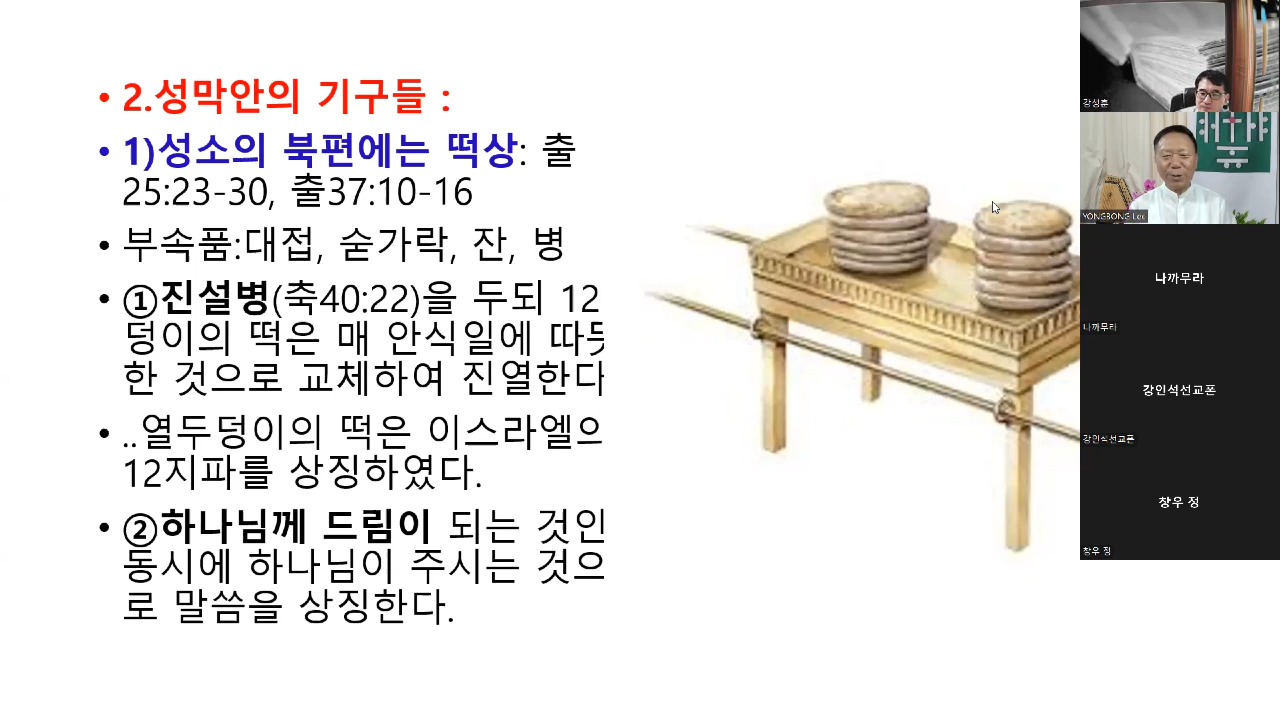 • 2.성막안의 기구들 :
• 1)성소의 북편에는 떡상: 출
25:23-30, 출37:10-16
• 부속품:대접, 숟가락, 잔, 병
• ①진설병(축40:22)을 두되 12
덩이의 떡은 매 안식일에 따뜻
한 것으로 교체하여 진열한다
• ..열두덩이의 떡은 이스라엘의
12지파를 상징하였다.
• ②하나님께 드림이 되는 것인
동시에 하나님이 주시는 것으
로 말씀을 상징한다.
강성훈
YONGBONG Lee
나까무라
나까무라
강인석선교폰
강인석선교폰
창우 정
창우 정